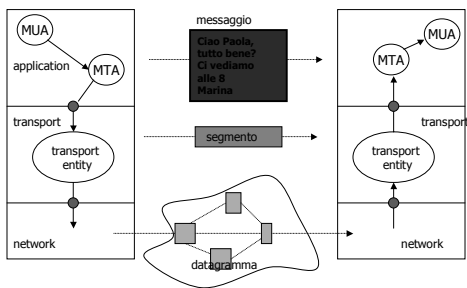 messaggio
MUA
MTA
application
Ciao Paola,
tutto bene?
Ci vediamo
alle 8
Marina
MUA
MTA
transport
segmento
transport
transport
entity
transport
entity
network
datagramma
network